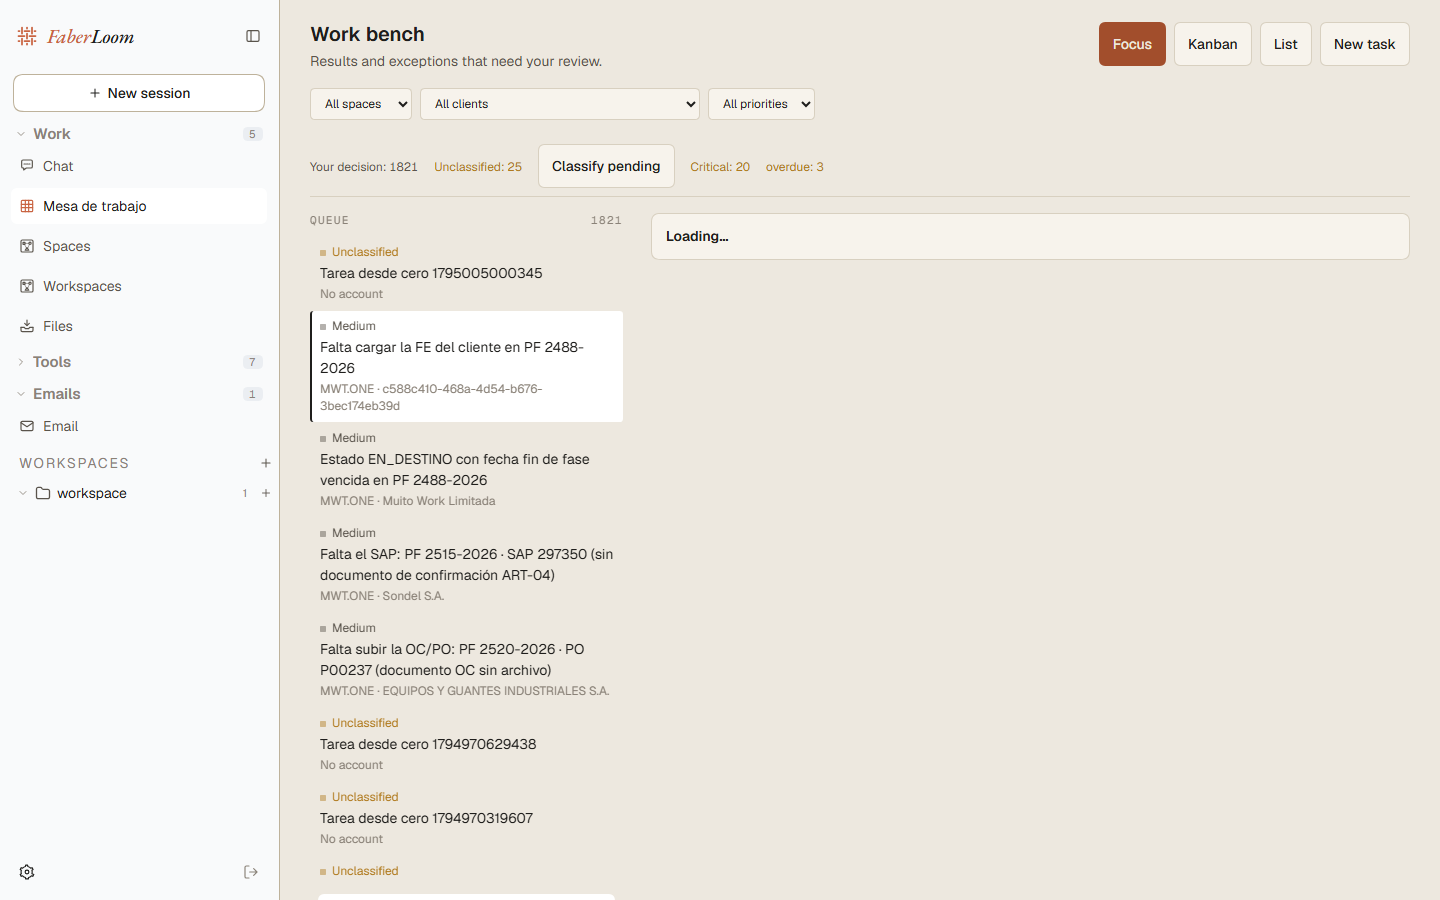 FaberLoom
New session
Work 5
Chat
Mesa de trabajo
Spaces
Workspaces
Files
Tools 7
Emails 1
Email
WORKSPACES
workspace 1
Work bench
Results and exceptions that need your review.
Focus
Kanban
List
New task
All spaces
All clients
All priorities
Your decision: 1821
Unclassified: 25
Classify pending
Critical: 20
overdue: 3
QUEUE 1821
Unclassified
Tarea desde cero 1795005000345
No account
Medium
Falta cargar la FE del cliente en PF 2488-
2026
MWT.ONE · c588c410-468a-4d54-b676-
3bec174eb39d
Medium
Estado EN_DESTINO con fecha fin de fase
vencida en PF 2488-2026
MWT.ONE · Muito Work Limitada
Medium
Falta el SAP: PF 2515-2026 · SAP 297350 (sin
documento de confirmación ART-04)
MWT.ONE · Sondel S.A.
Medium
Falta subir la OC/PO: PF 2520-2026 · PO
P00237 (documento OC sin archivo)
MWT.ONE · EQUIPOS Y GUANTES INDUSTRIALES S.A.
Unclassified
Tarea desde cero 1794970629438
No account
Unclassified
Tarea desde cero 1794970319607
No account
Unclassified
Loading...